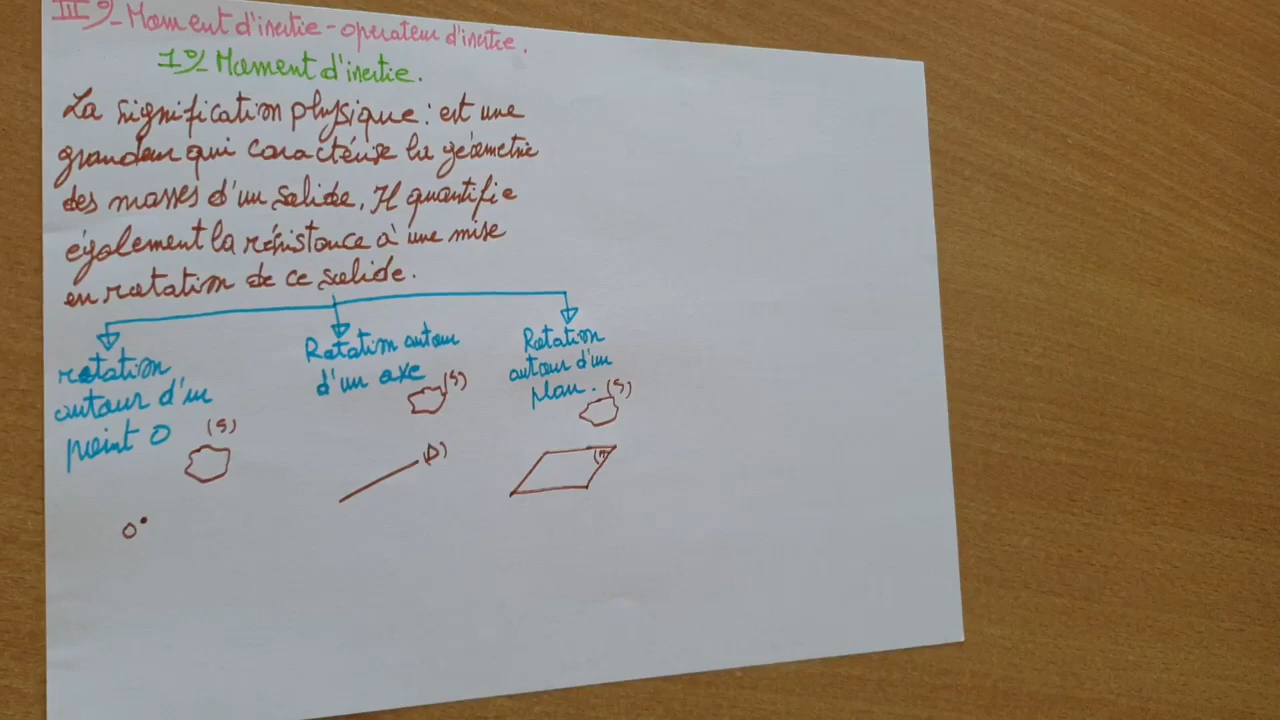 III°/- Moment d'inertie - operateur d'inertie.
1°/ Moment d'inertie.
La signification physique : est une
grandeur qui caractérise la géometrie
des masses d'un solide. Il quantifie
également la résistance à une mise
en rotation de ce solide.
rotation
autour d'un
point O
(S)
O
Rotation autour
d'un axe
(S)
(Δ)
Rotation
autour d'un
plan.
(S)
(π)